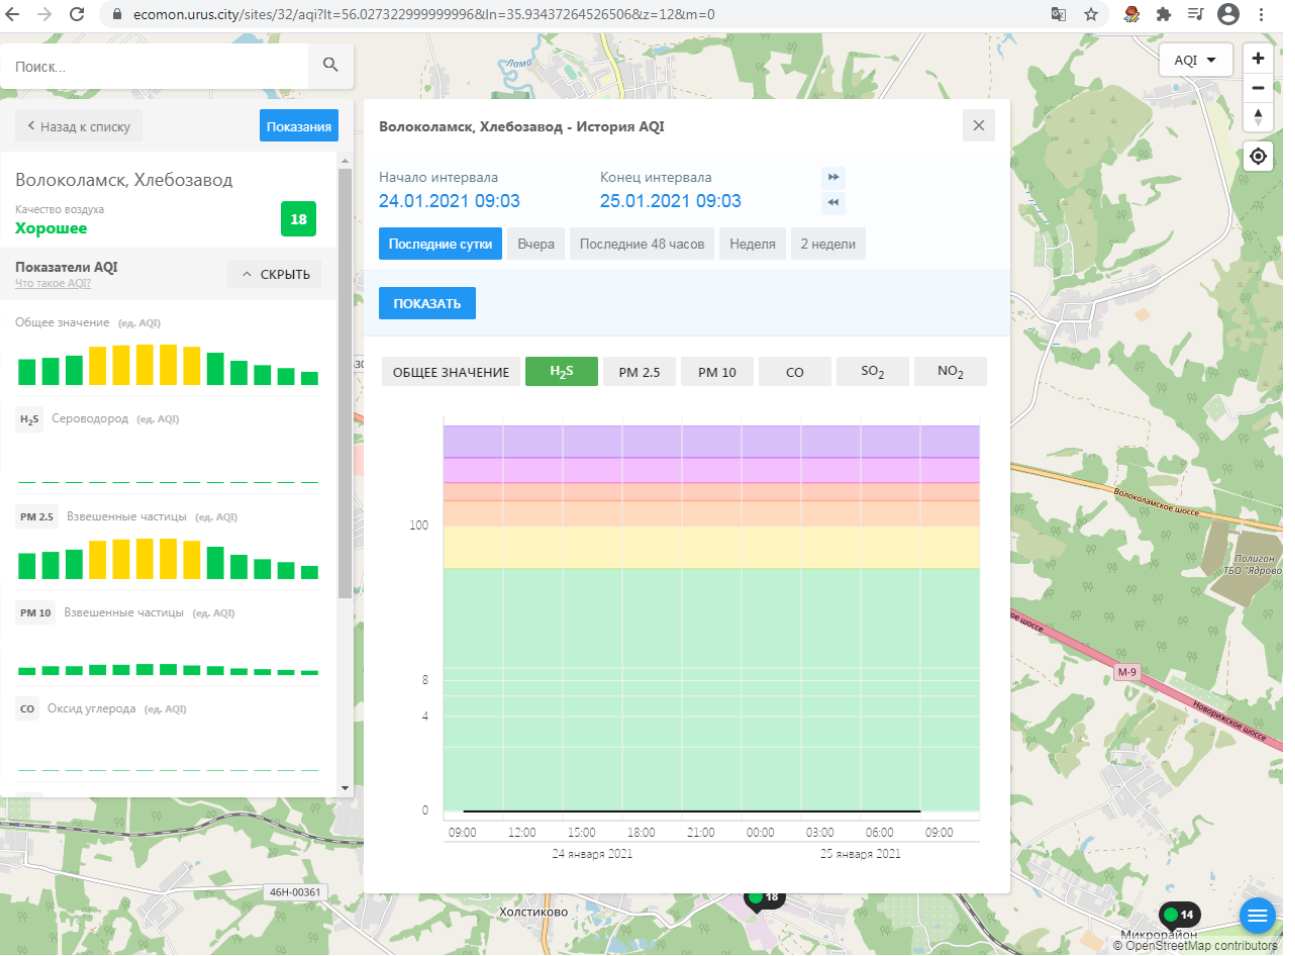 ecomon.urus.city/sites/32/aqi?lt=56.027322999999996&ln=35.93437264526506&z=12&m=0
Поиск...
Лама
AQI
Назад к списку
Показания
Волоколамск, Хлебозавод
Качество воздуха
Хорошее
18
Показатели AQI
Что такое AQI?
СКРЫТЬ
Общее значение (ед. AQI)
H2S Сероводород (ед. AQI)
PM 2.5 Взвешенные частицы (ед. AQI)
PM 10 Взвешенные частицы (ед. AQI)
CO Оксид углерода (ед. AQI)
Волоколамск, Хлебозавод - История AQI
Начало интервала
Конец интервала
24.01.2021 09:03
25.01.2021 09:03
Последние сутки
Вчера
Последние 48 часов
Неделя
2 недели
ПОКАЗАТЬ
ОБЩЕЕ ЗНАЧЕНИЕ
H2S
PM 2.5
PM 10
CO
SO2
NO2
100
8
4
0
09:00 12:00 15:00 18:00 21:00 00:00 03:00 06:00 09:00
24 января 2021
25 января 2021
Волоколамское шоссе
Полигон
ТБО "Ядрово
М-9
Новорижское шоссе
46Н-00361
Холстиково
18
14
Микрорайон
© OpenStreetMap contributors